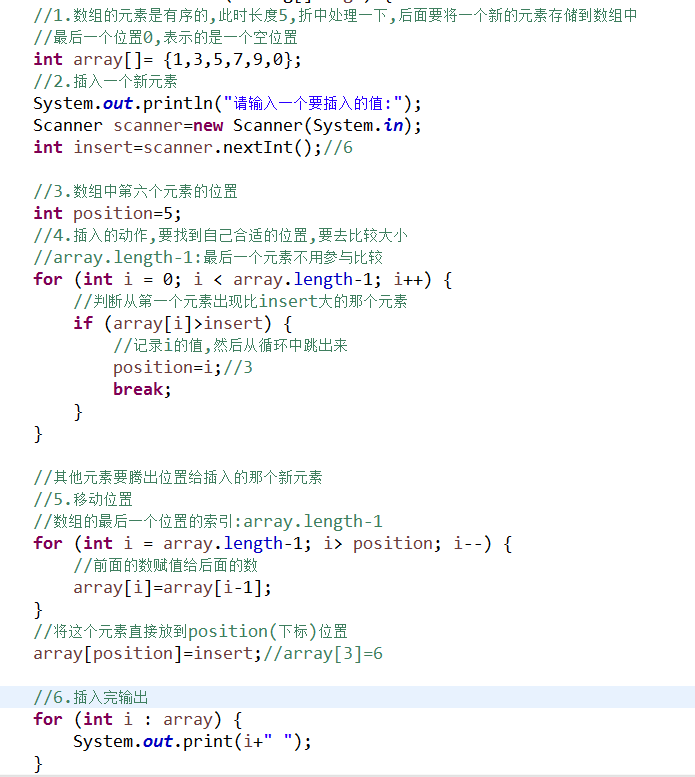 //1.数组的元素是有序的,此时长度5,折中处理一下,后面要将一个新的元素存储到数组中
//最后一个位置0,表示的是一个空位置
int array[]= {1,3,5,7,9,0};
//2.插入一个新元素
System.out.println("请输入一个要插入的值:");
Scanner scanner=new Scanner(System.in);
int insert=scanner.nextInt();//6
//3.数组中第六个元素的位置
int position=5;
//4.插入的动作,要找到自己合适的位置,要去比较大小
//array.length-1:最后一个元素不用参与比较
for (int i = 0; i < array.length-1; i++) {
//判断从第一个元素出现比insert大的那个元素
if (array[i]>insert) {
//记录i的值,然后从循环中跳出来
position=i;//3
break;
}
}
//其他元素要腾出位置给插入的那个新元素
//5.移动位置
//数组的最后一个位置的索引:array.length-1
for (int i = array.length-1; i> position; i--) {
//前面的数赋值给后面的数
array[i]=array[i-1];
}
//将这个元素直接放到position(下标)位置
array[position]=insert;//array[3]=6
//6.插入完输出
for (int i : array) {
System.out.print(i+" ");
}